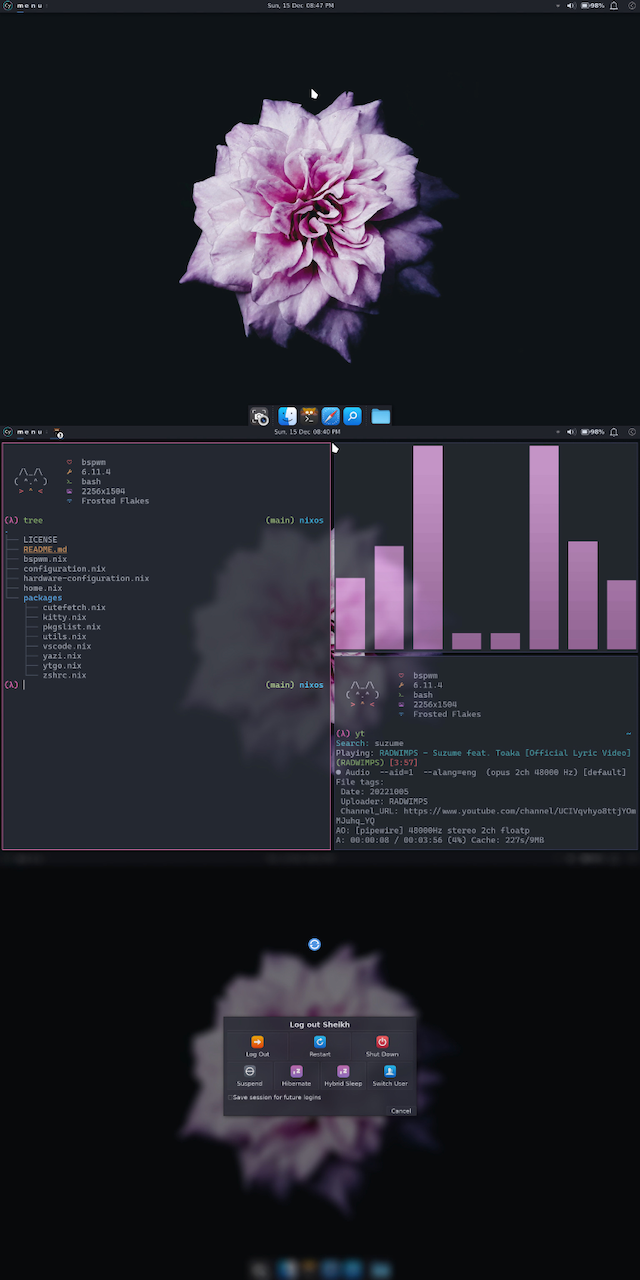 menu
Sun, 15 Dec 08:47 PM
98%
menu
Sun, 15 Dec 08:40 PM
98%
/\_/\
( ^.^ )
> ^ <
bspwm
6.11.4
bash
2256x1504
Frosted Flakes
(λ) tree
(main) nixos
.
├── LICENSE
├── README.md
├── bspwm.nix
├── configuration.nix
├── hardware-configuration.nix
├── home.nix
└── packages
    ├── cutefetch.nix
    ├── kitty.nix
    ├── pkgslist.nix
    ├── utils.nix
    ├── vscode.nix
    ├── yazi.nix
    ├── ytgo.nix
    └── zshrc.nix
(λ)
(main) nixos
/\_/\
( ^.^ )
> ^ <
bspwm
6.11.4
bash
2256x1504
Frosted Flakes
(λ) yt
~
Search: suzume
Playing: RADWIMPS - Suzume feat. Toaka [Official Lyric Video]
(RADWIMPS) [3:57]
● Audio  --aid=1  --alang=eng  (opus 2ch 48000 Hz) [default]
File tags:
 Date: 20221005
 Uploader: RADWIMPS
 Channel_URL: https://www.youtube.com/channel/UCIVqvhyo8ttjYOm
MJuhq_YQ
AO: [pipewire] 48000Hz stereo 2ch floatp
A: 00:00:08 / 00:03:56 (4%) Cache: 227s/9MB
Log out Sheikh
Log Out
Restart
Shut Down
Suspend
Hibernate
Hybrid Sleep
Switch User
Save session for future logins
Cancel